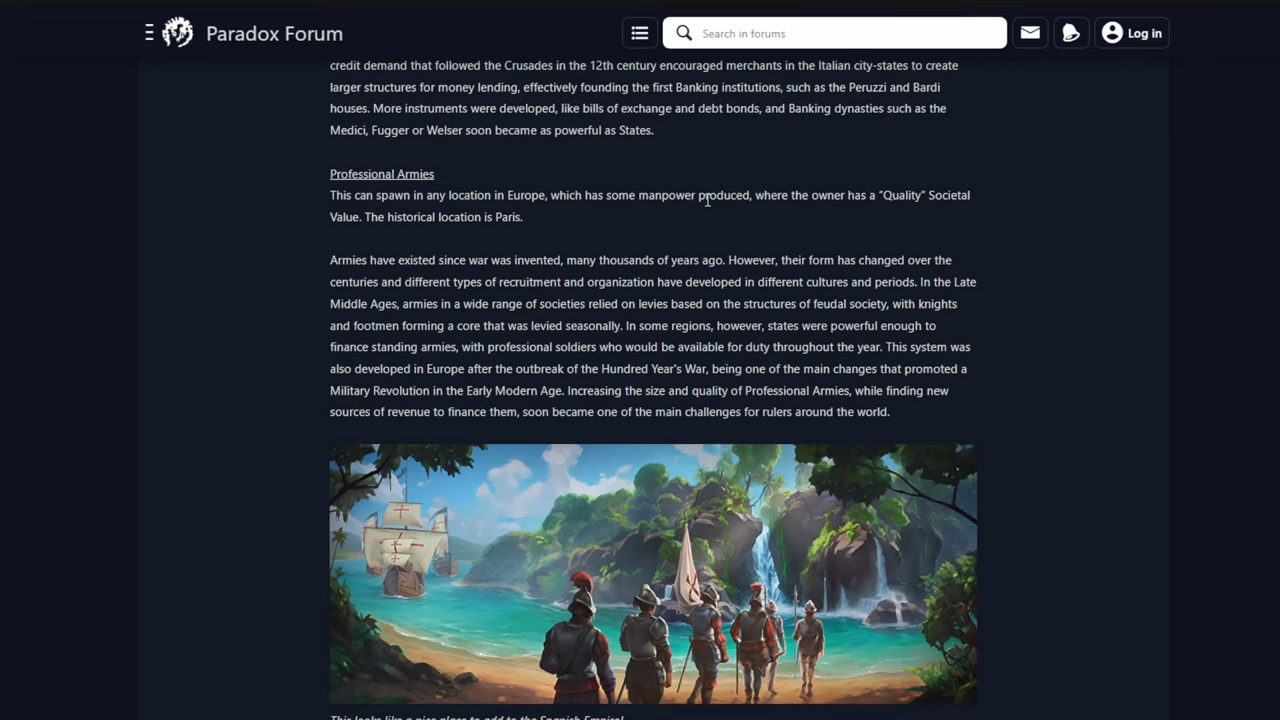 Paradox Forum
Search in forums
Log in
credit demand that followed the Crusades in the 12th century encouraged merchants in the Italian city-states to create
larger structures for money lending, effectively founding the first Banking institutions, such as the Peruzzi and Bardi
houses. More instruments were developed, like bills of exchange and debt bonds, and Banking dynasties such as the
Medici, Fugger or Welser soon became as powerful as States.
Professional Armies
This can spawn in any location in Europe, which has some manpower produced, where the owner has a “Quality” Societal
Value. The historical location is Paris.
Armies have existed since war was invented, many thousands of years ago. However, their form has changed over the
centuries and different types of recruitment and organization have developed in different cultures and periods. In the Late
Middle Ages, armies in a wide range of societies relied on levies based on the structures of feudal society, with knights
and footmen forming a core that was levied seasonally. In some regions, however, states were powerful enough to
finance standing armies, with professional soldiers who would be available for duty throughout the year. This system was
also developed in Europe after the outbreak of the Hundred Year's War, being one of the main changes that promoted a
Military Revolution in the Early Modern Age. Increasing the size and quality of Professional Armies, while finding new
sources of revenue to finance them, soon became one of the main challenges for rulers around the world.
This looks like a nice place to add to the Spanish Empire!